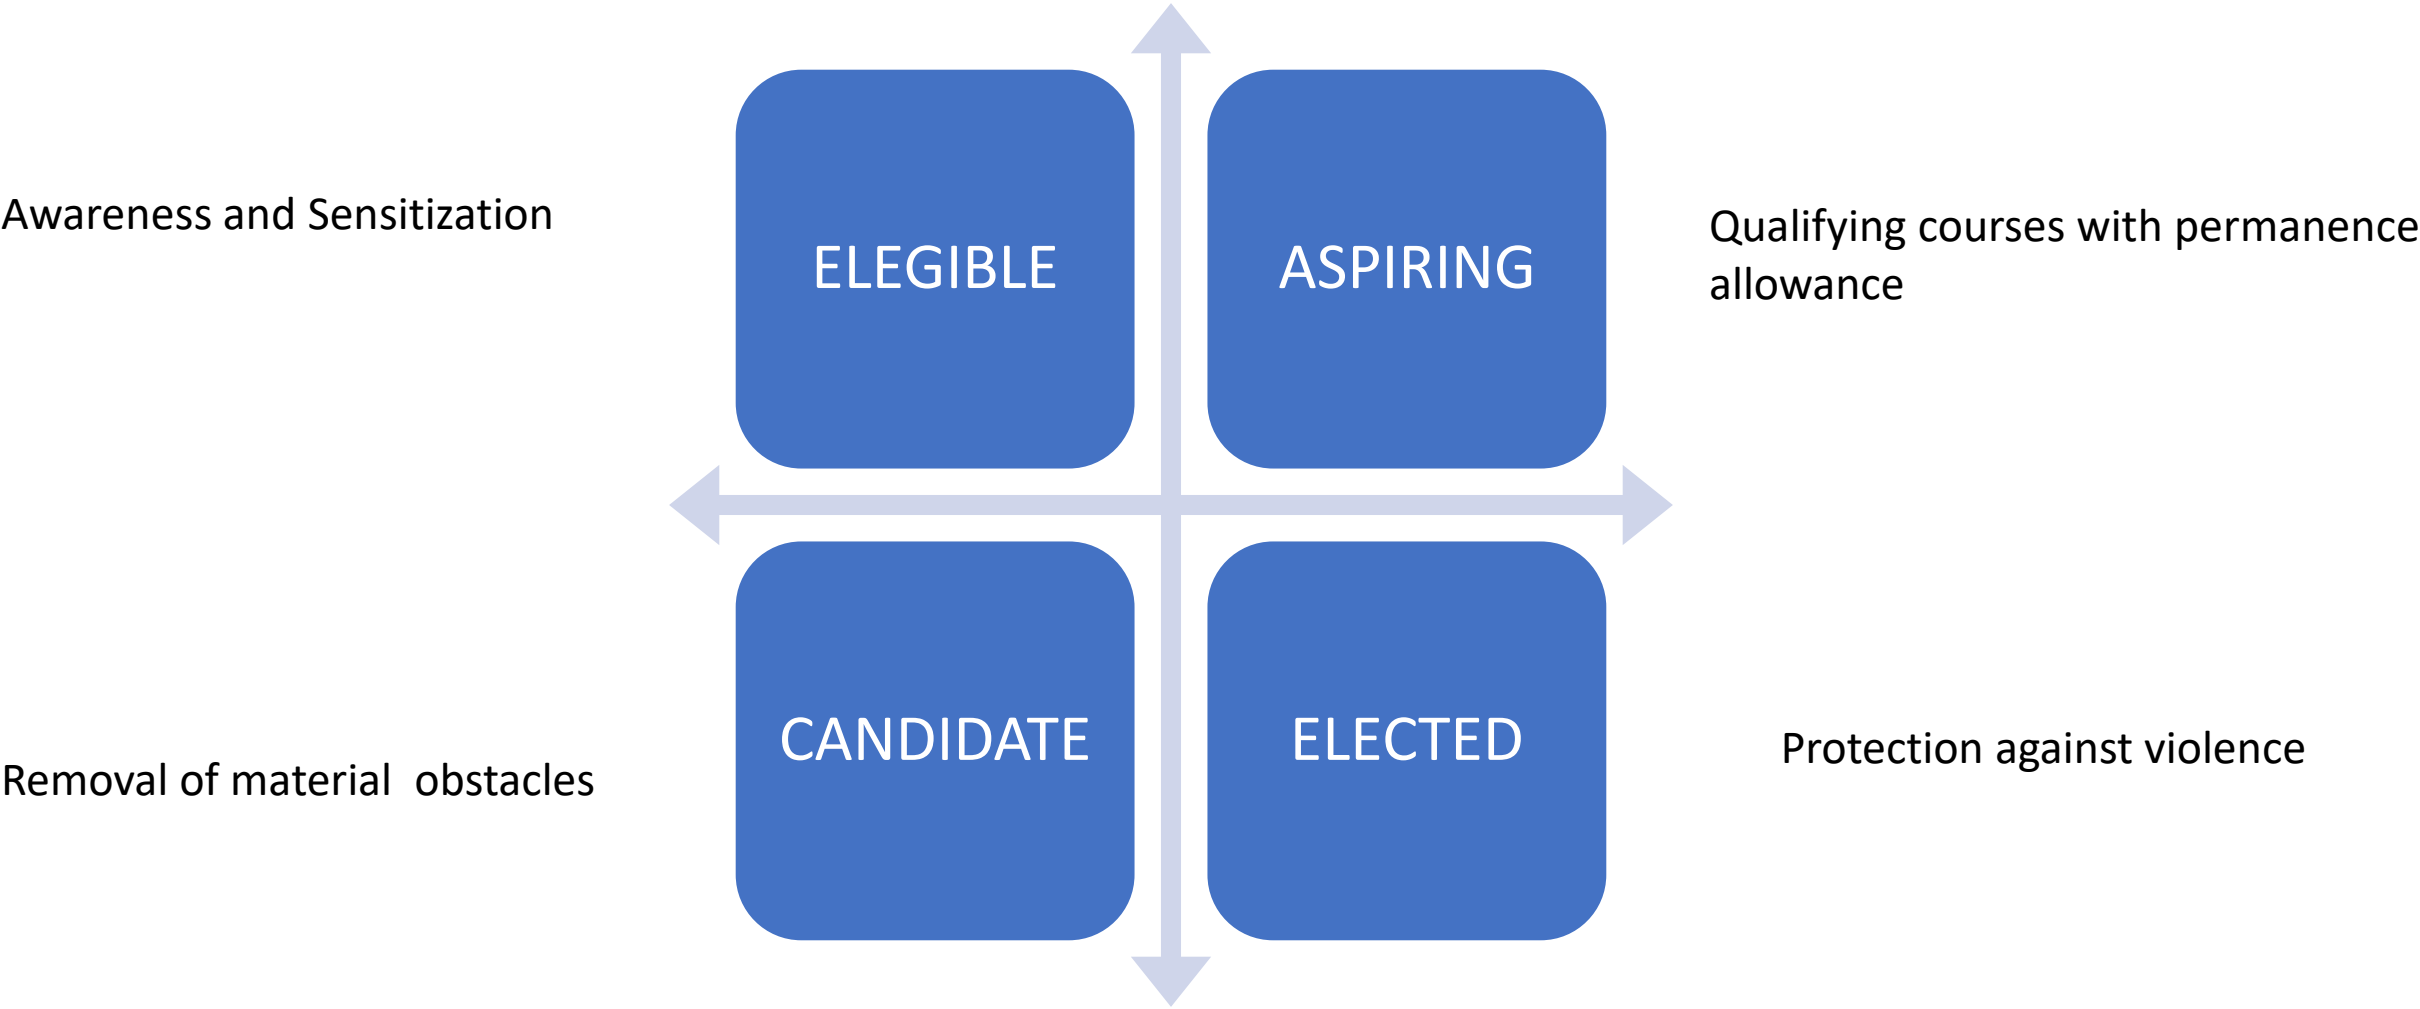 Awareness and Sensitization
ELEGIBLE
ASPIRING
Qualifying courses with permanence
allowance
Removal of material  obstacles
CANDIDATE
ELECTED
Protection against violence